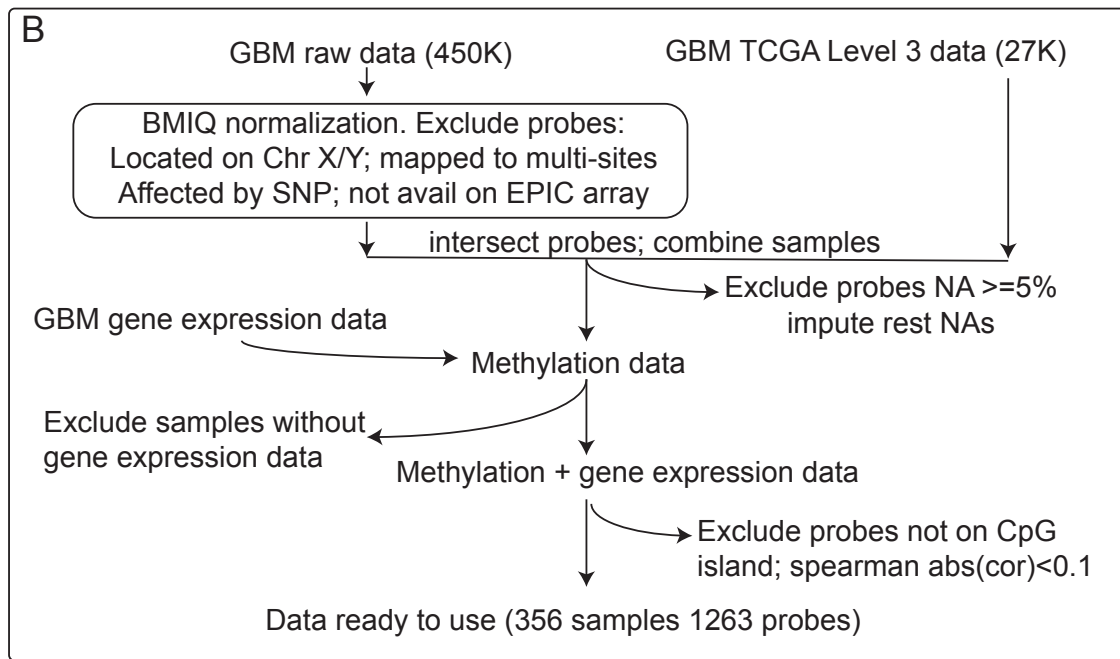 B
GBM raw data (450K)
GBM TCGA Level 3 data (27K)
BMIQ normalization. Exclude probes:
Located on Chr X/Y; mapped to multi-sites
Affected by SNP; not avail on EPIC array
intersect probes; combine samples
Exclude probes NA >=5%
impute rest NAs
GBM gene expression data
Methylation data
Exclude samples without
gene expression data
Methylation + gene expression data
Exclude probes not on CpG
island; spearman abs(cor)<0.1
Data ready to use (356 samples 1263 probes)